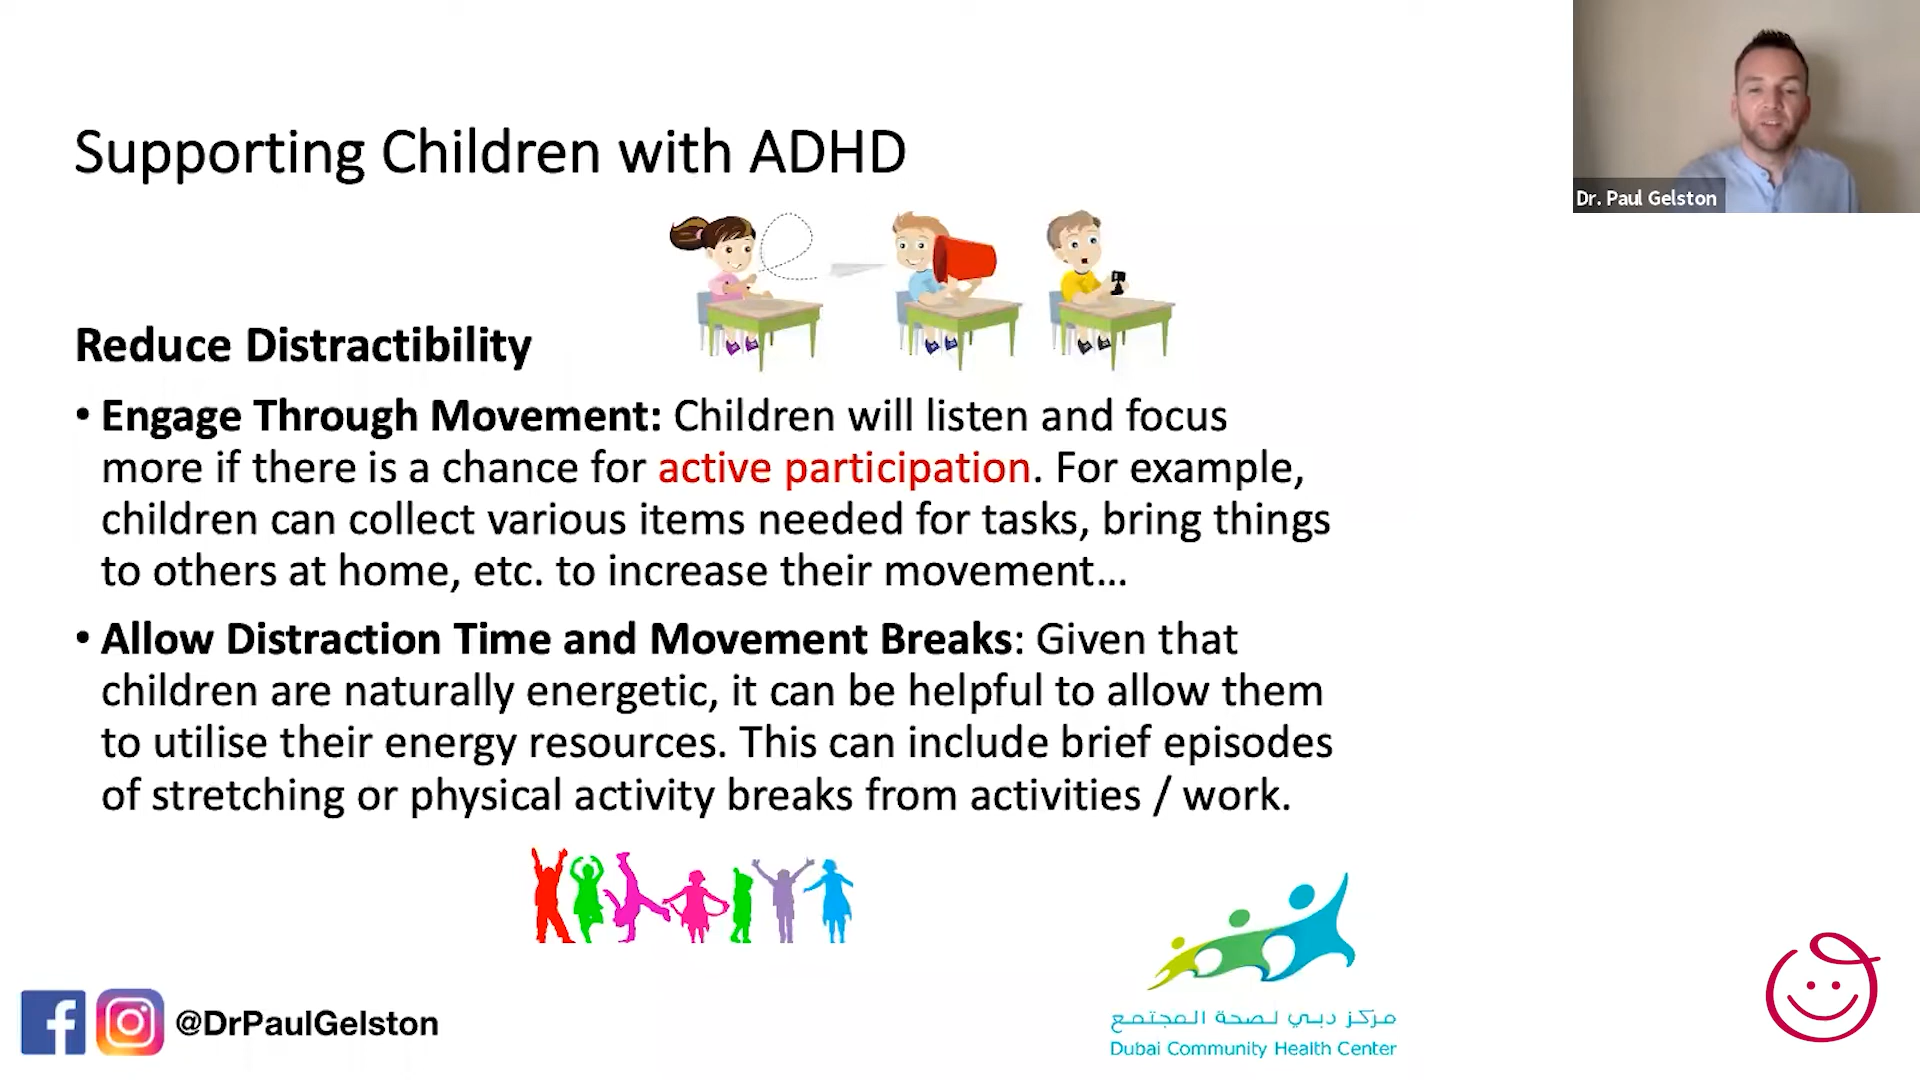 Supporting Children with ADHD
Dr. Paul Gelston
Reduce Distractibility
• Engage Through Movement: Children will listen and focus
more if there is a chance for active participation. For example,
children can collect various items needed for tasks, bring things
to others at home, etc. to increase their movement...
• Allow Distraction Time and Movement Breaks: Given that
children are naturally energetic, it can be helpful to allow them
to utilise their energy resources. This can include brief episodes
of stretching or physical activity breaks from activities / work.
@DrPaulGelston
مركز دبي لصحة المجتمع
Dubai Community Health Center